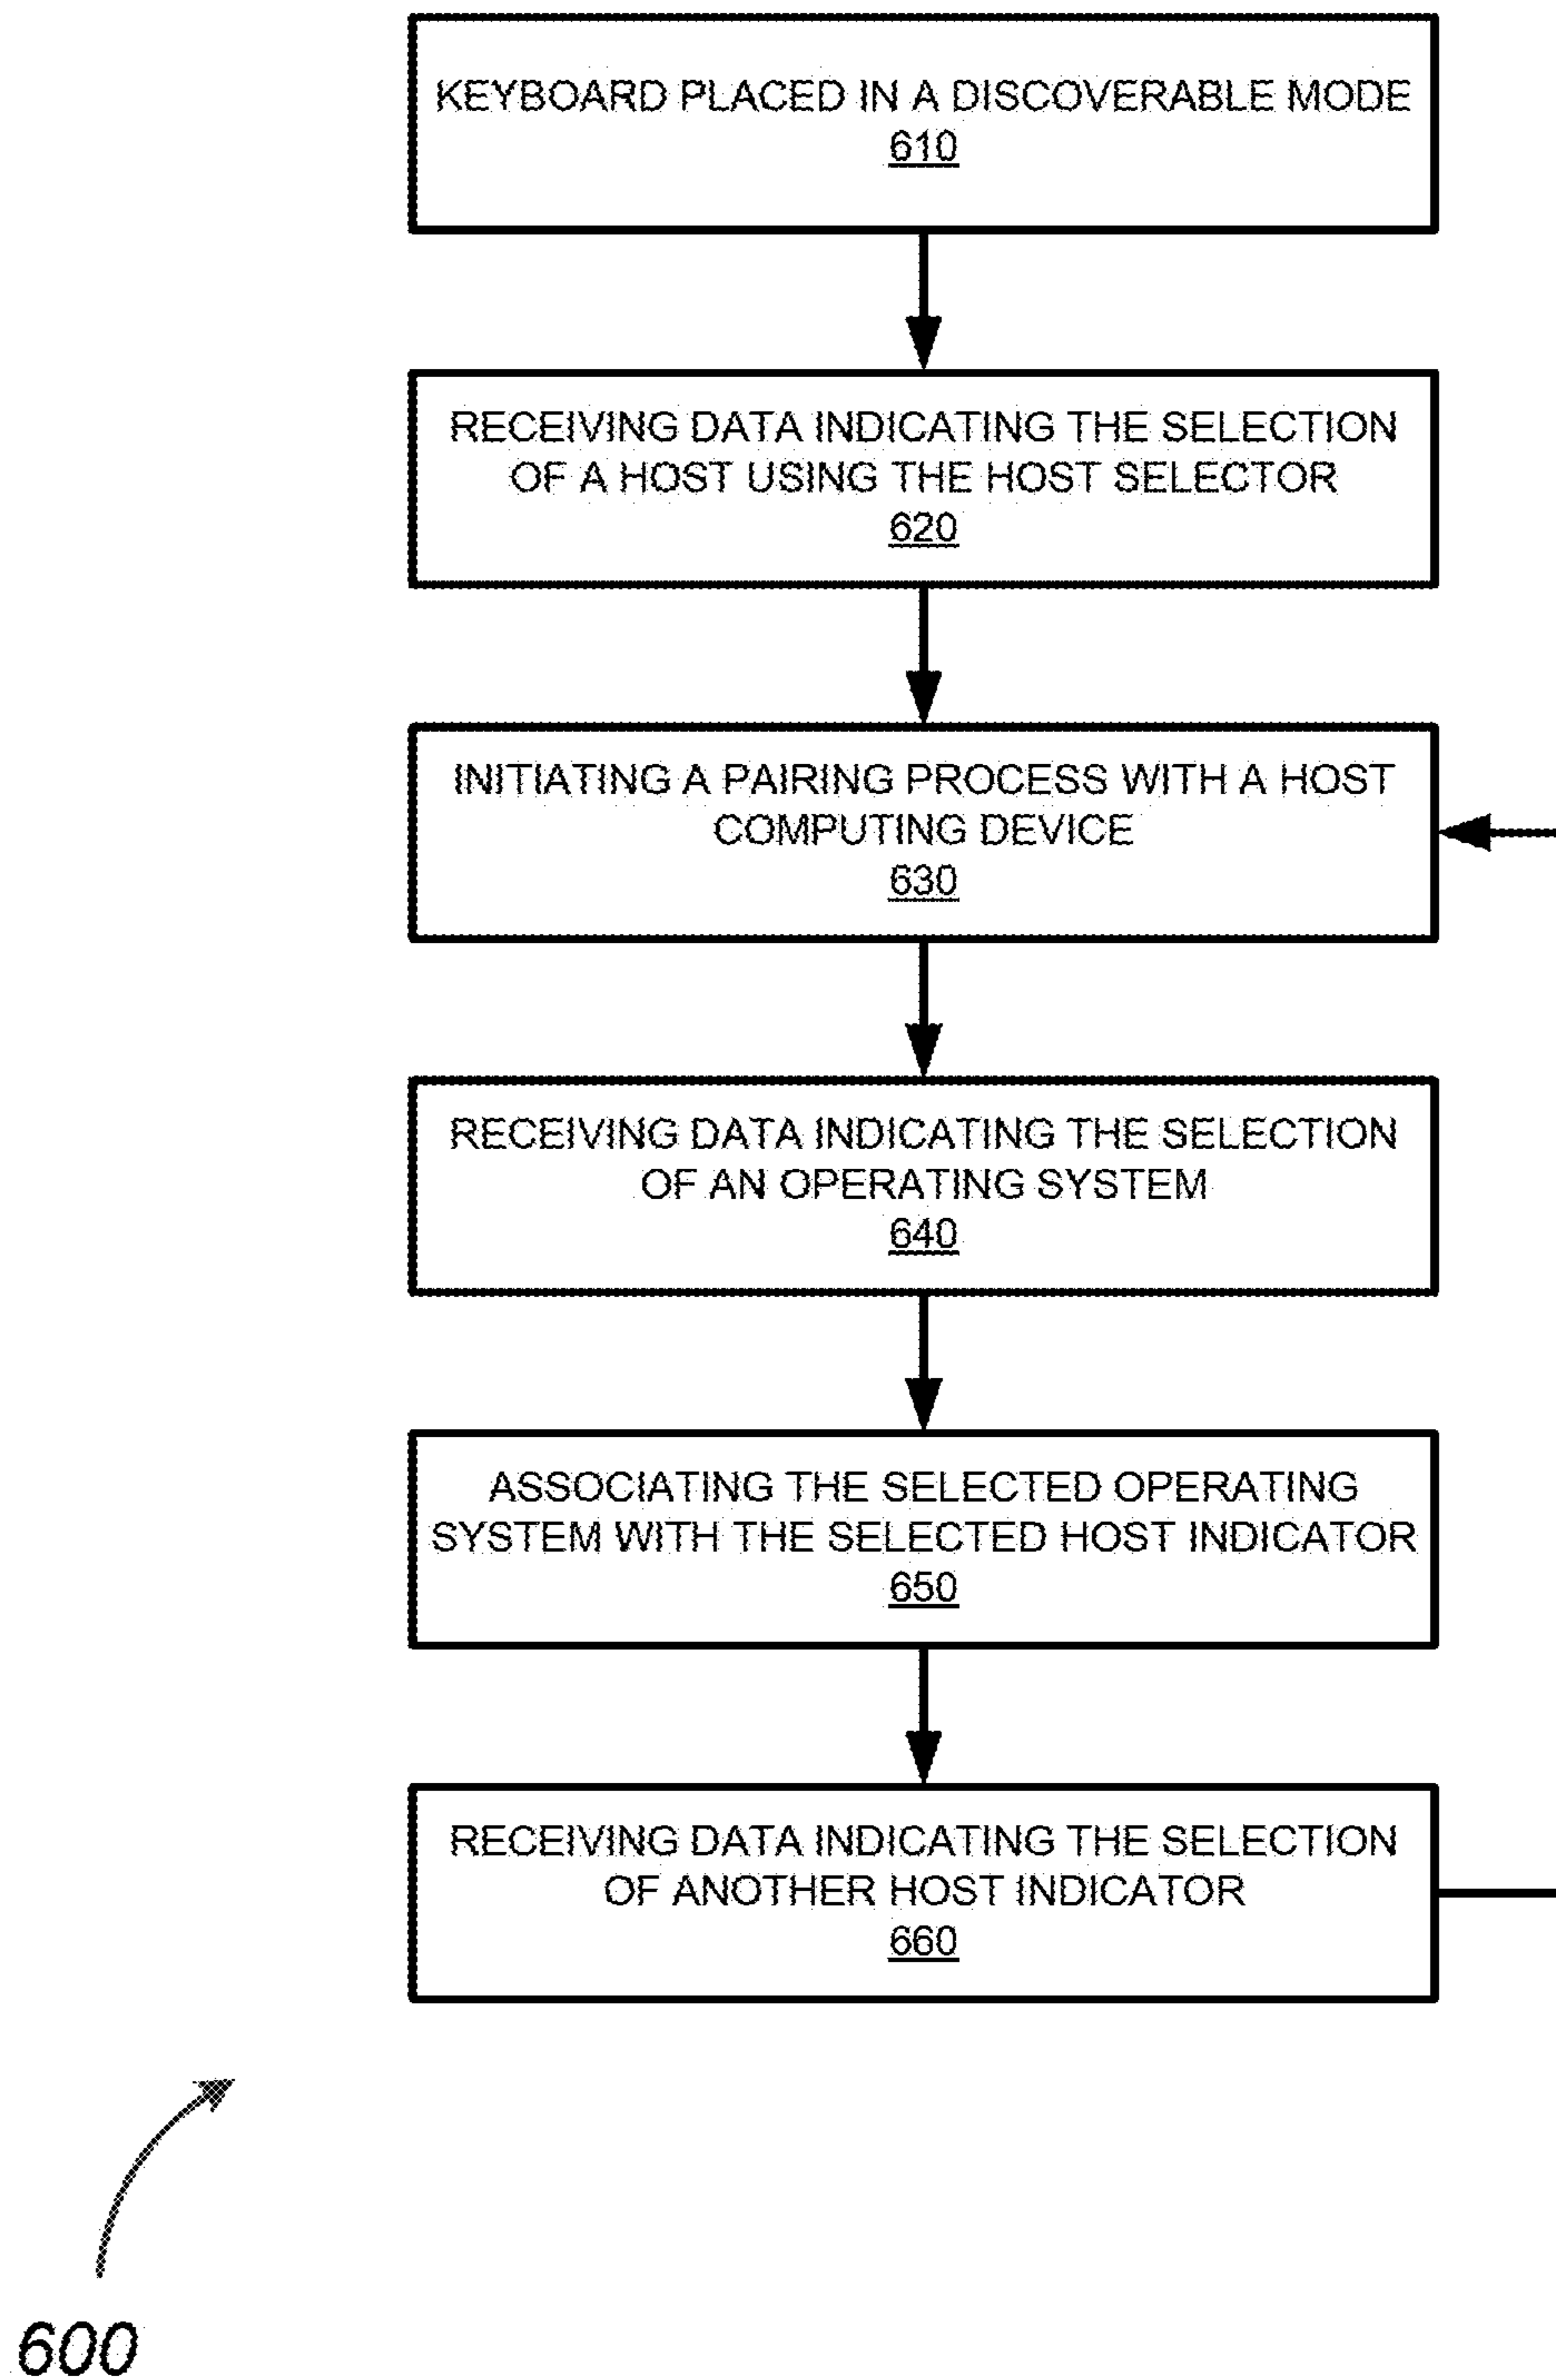 KEYBOARD PLACED IN A DISCOVERABLE MODE
610
RECEIVING DATA INDICATING THE SELECTION
OF A HOST USING THE HOST SELECTOR
620
INITIATING A PAIRING PROCESS WITH A HOST
COMPUTING DEVICE
630
RECEIVING DATA INDICATING THE SELECTION
OF AN OPERATING SYSTEM
640
ASSOCIATING THE SELECTED OPERATING
SYSTEM WITH THE SELECTED HOST INDICATOR
650
RECEIVING DATA INDICATING THE SELECTION
OF ANOTHER HOST INDICATOR
660
600